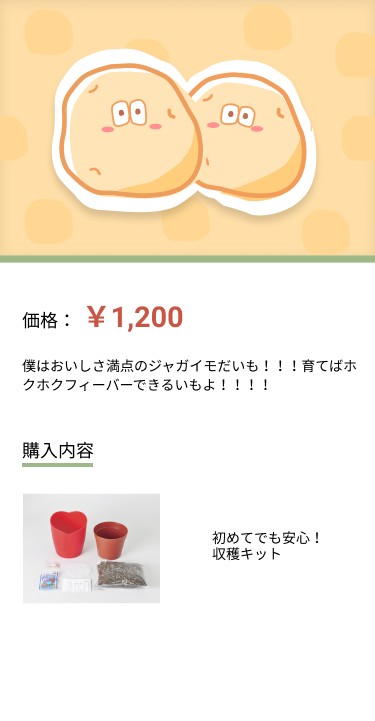 価格： ￥1,200
僕はおいしさ満点のジャガイモだいも！！！育てばホ
クホクフィーバーできるいもよ！！！！
購入内容
初めてでも安心！
収穫キット